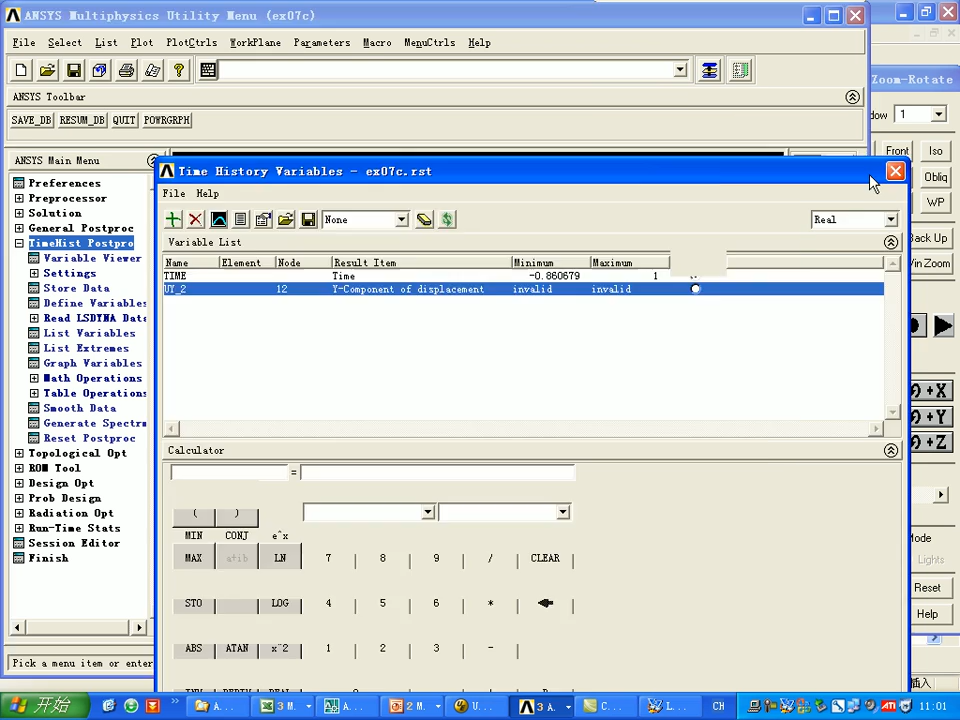 ANSYS Multiphysics Utility Menu (ex07c)
File Select List Plot PlotCtrls WorkPlane Parameters Macro MenuCtrls Help
Zoom-Rotate
ANSYS Toolbar
SAVE_DB RESUM_DB QUIT POWRGRPH
dow 1
ANSYS Main Menu
Front Iso
Obliq
WP
Back Up
Win Zoom
Preferences
Preprocessor
Solution
General Postproc
TimeHist Postpro
Variable Viewer
Settings
Store Data
Define Variables
Read LSDYNA Data
List Variables
List Extremes
Graph Variables
Math Operations
Table Operations
Smooth Data
Generate Spectrm
Reset Postproc
Topological Opt
ROM Tool
Design Opt
Prob Design
Radiation Opt
Run-Time Stats
Session Editor
Finish
Time History Variables - ex07c.rst
File Help
None
Real
Variable List
Name Element Node Result Item Minimum Maximum
TIME Time -0.860679 1
UY_2 12 Y-Component of displacement invalid invalid
Calculator
=
( )
MIN CONJ e^x
MAX a+ib LN 7 8 9 / CLEAR
STO LOG 4 5 6 *
ABS ATAN x^2 1 2 3 -
+X
+Y
+Z
Mode
Lights
Reset
Help
Pick a menu item or enter
插入
开始
A...
3 M.
A...
2 M.
U...
3 A.
C...
L...
CH
11:01